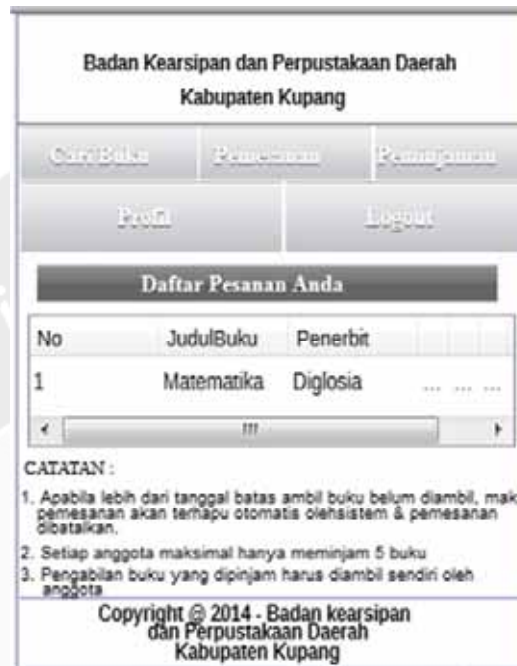 Badan Kearsipan dan Perpustakaan Daerah
Kabupaten Kupang
Cari Buku Pemesanan Peminjaman
Profil Logout
Daftar Pesanan Anda
No JudulBuku Penerbit
1 Matematika Diglosia ... ... ...
CATATAN :
1. Apabila lebih dari tanggal batas ambil buku belum diambil, mak
pemesanan akan terhapu otomatis olehsistem & pemesanan
dibatalkan.
2. Setiap anggota maksimal hanya meminjam 5 buku
3. Pengabilan buku yang dipinjam harus diambil sendiri oleh
anggota
Copyright @ 2014 - Badan kearsipan
dan Perpustakaan Daerah
Kabupaten Kupang